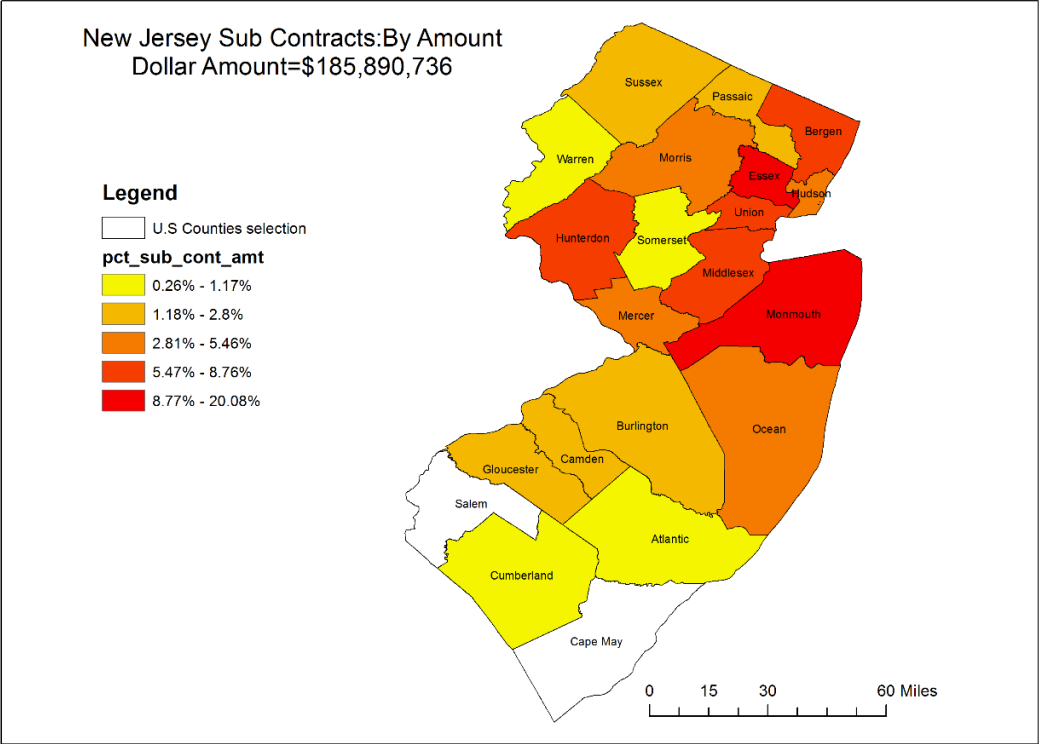 New Jersey Sub Contracts:By Amount
Dollar Amount=$185,890,736
Legend
U.S Counties selection
pct_sub_cont_amt
0.26% - 1.17%
1.18% - 2.8%
2.81% - 5.46%
5.47% - 8.76%
8.77% - 20.08%
Sussex
Passaic
Bergen
Warren
Morris
Essex
Hudson
Union
Hunterdon
Somerset
Middlesex
Mercer
Monmouth
Burlington
Ocean
Camden
Gloucester
Salem
Atlantic
Cumberland
Cape May
0 15 30 60 Miles